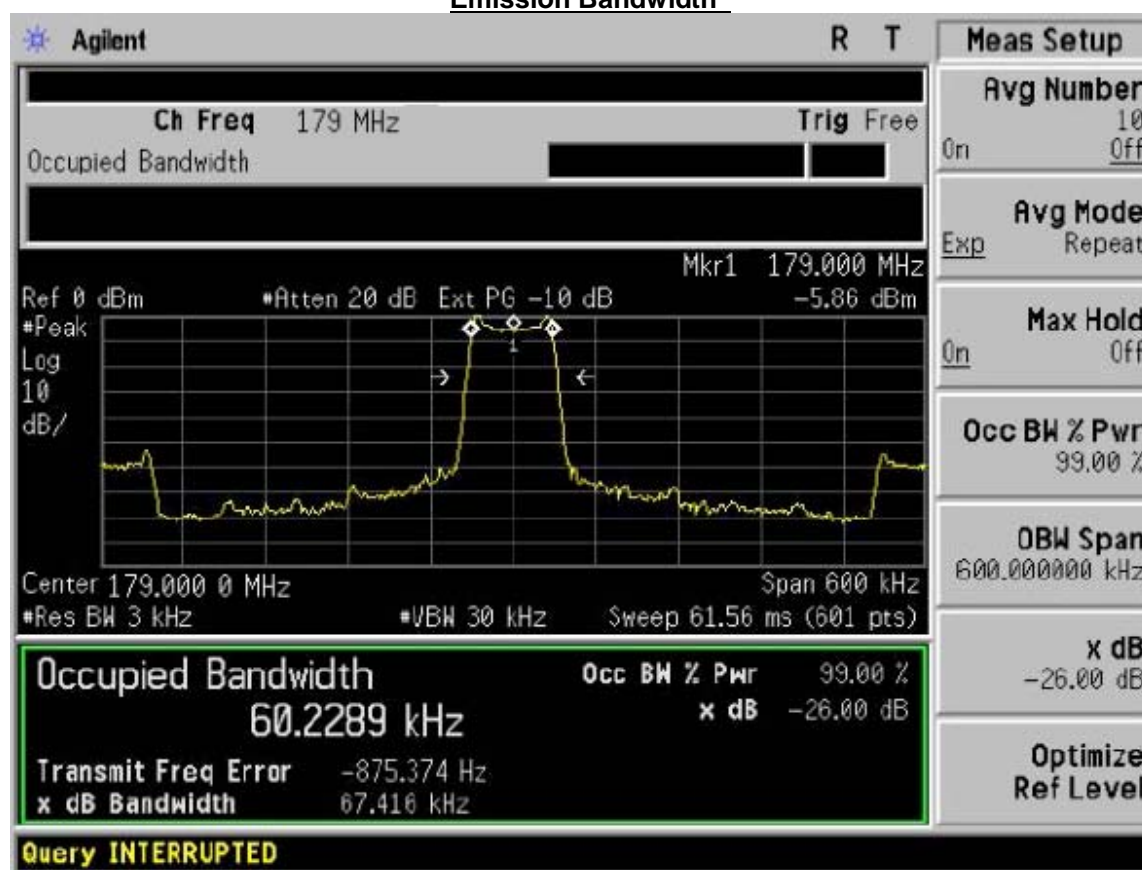 Emission Bandwidth
Agilent R T
Ch Freq 179 MHz Trig Free
Occupied Bandwidth
Mkr1 179.000 MHz
Ref 0 dBm #Atten 20 dB Ext PG -10 dB -5.86 dBm
#Peak
Log
10
dB/
1
Center 179.000 0 MHz Span 600 kHz
#Res BW 3 kHz #VBW 30 kHz Sweep 61.56 ms (601 pts)
Occupied Bandwidth Occ BW % Pwr 99.00 %
60.2289 kHz x dB -26.00 dB
Transmit Freq Error -875.374 Hz
x dB Bandwidth 67.416 kHz
Query INTERRUPTED
Meas Setup
Avg Number
10
On Off
Avg Mode
Exp Repeat
Max Hold
On Off
Occ BW % Pwr
99.00 %
OBW Span
600.000000 kHz
x dB
-26.00 dB
Optimize
Ref Level